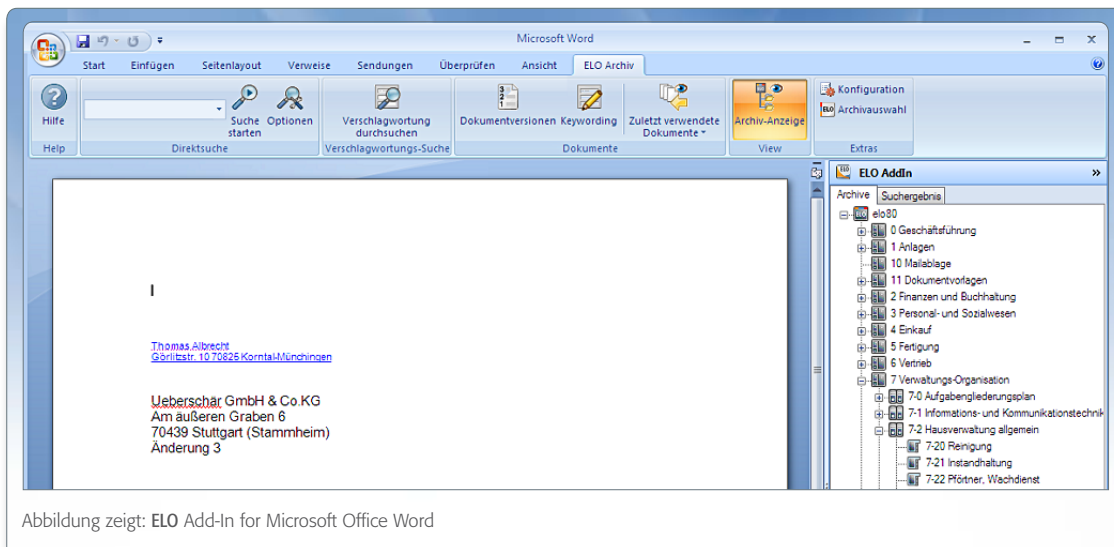 Microsoft Word
Start Einfügen Seitenlayout Verweise Sendungen Überprüfen Ansicht ELO Archiv
Hilfe
Suche starten
Optionen
Verschlagwortung durchsuchen
Dokumentversionen
Keywording
Zuletzt verwendete Dokumente
Archiv-Anzeige
Konfiguration
ELO Archivauswahl
Help Direktsuche Verschlagwortungs-Suche Dokumente View Extras
Thomas Albrecht
Görlitzstr. 10 70825 Korntal-Münchingen
Ueberschär GmbH & Co.KG
Am äußeren Graben 6
70439 Stuttgart (Stammheim)
Änderung 3
ELO AddIn »
Archive Suchergebnis
elo80
0 Geschäftsführung
1 Anlagen
10 Mailablage
11 Dokumentvorlagen
2 Finanzen und Buchhaltung
3 Personal- und Sozialwesen
4 Einkauf
5 Fertigung
6 Vertrieb
7 Verwaltungs-Organisation
7-0 Aufgabengliederungsplan
7-1 Informations- und Kommunikationstechnik
7-2 Hausverwaltung allgemein
7-20 Reinigung
7-21 Instandhaltung
7-22 Pförtner, Wachdienst
Abbildung zeigt: ELO Add-In for Microsoft Office Word